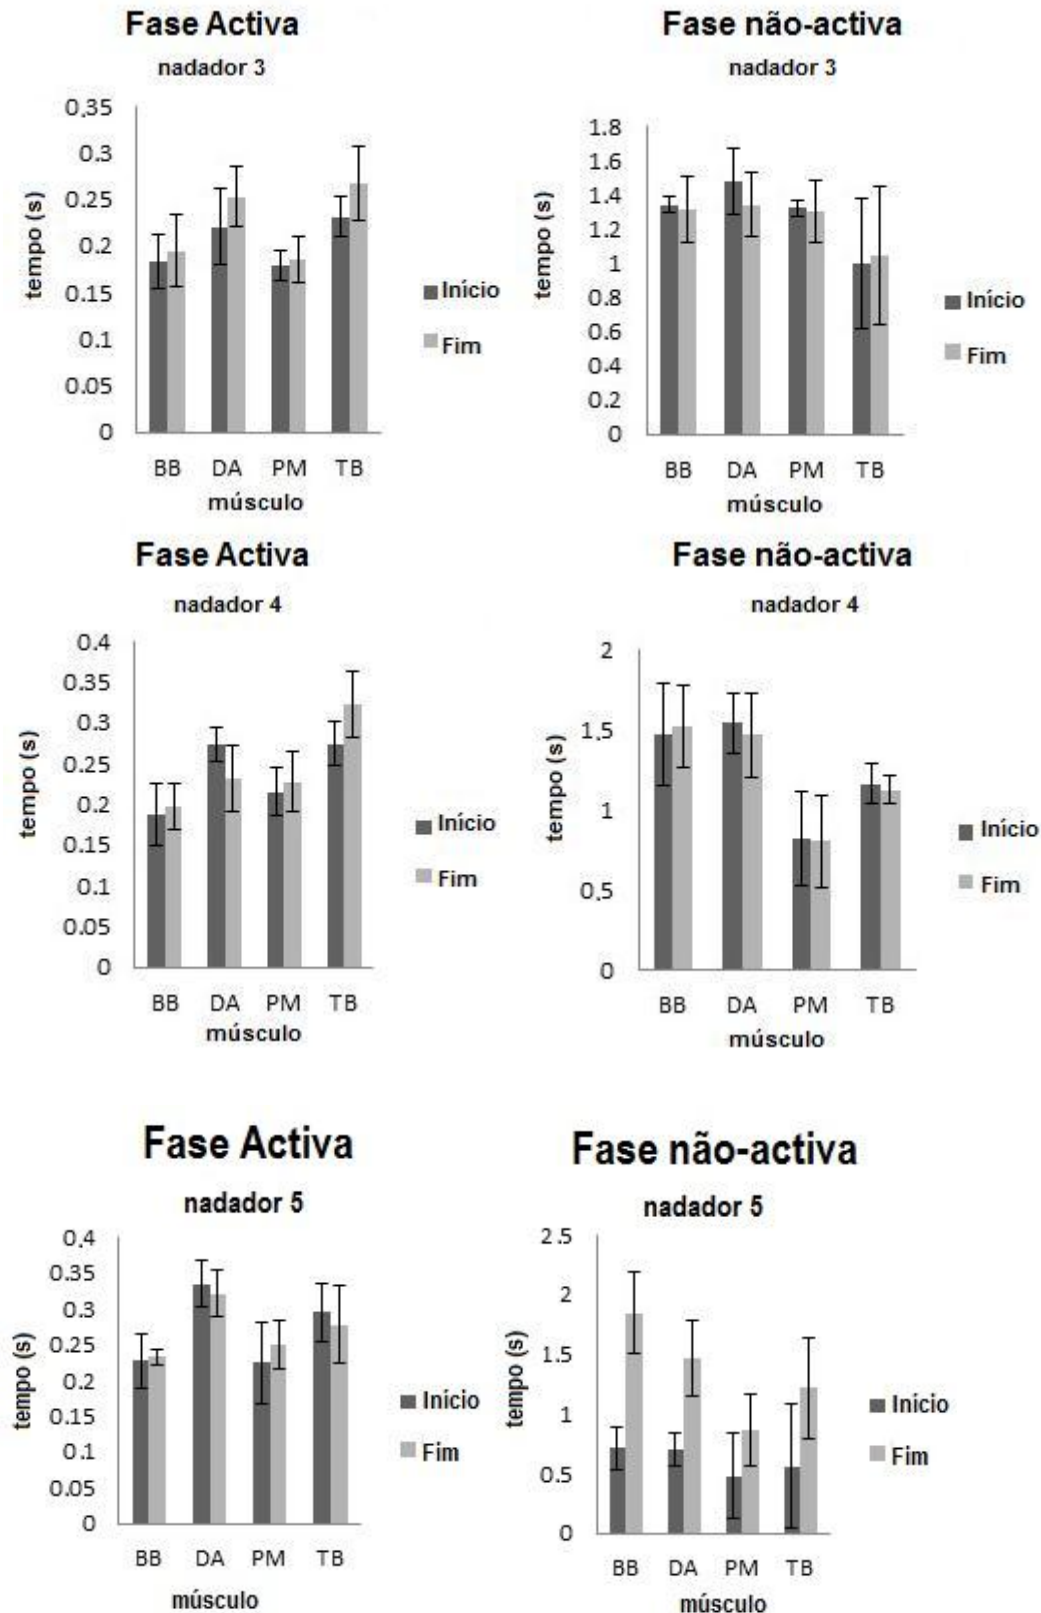 Fase Activa
nadador 3
0.35
0.3
0.25
0.2
0.15
0.1
0.05
0
tempo (s)
BB DA PM TB
músculo
Início
Fim
Fase não-activa
nadador 3
1.8
1.6
1.4
1.2
1
0.8
0.6
0.4
0.2
0
tempo (s)
BB DA PM TB
músculo
Início
Fim
Fase Activa
nadador 4
0.4
0.35
0.3
0.25
0.2
0.15
0.1
0.05
0
tempo (s)
BB DA PM TB
músculo
Início
Fim
Fase não-activa
nadador 4
2
1.5
1
0.5
0
tempo (s)
BB DA PM TB
músculo
Início
Fim
Fase Activa
nadador 5
0.4
0.35
0.3
0.25
0.2
0.15
0.1
0.05
0
tempo (s)
BB DA PM TB
músculo
Início
Fim
Fase não-activa
nadador 5
2.5
2
1.5
1
0.5
0
tempo (s)
BB DA PM TB
músculo
Início
Fim